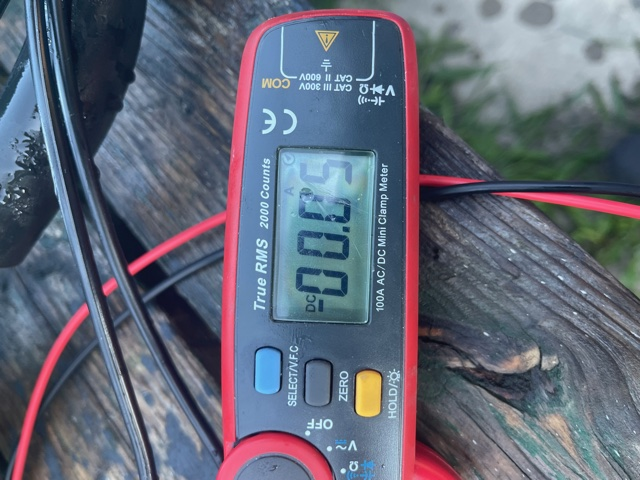 V Ω
COM
CAT III 300V
CAT II 600V
CE
True RMS 2000 Counts
A
DC
-00.05
100A AC/DC Mini Clamp Meter
SELECT/V.F.C
ZERO
HOLD/
OFF
V~
Ω